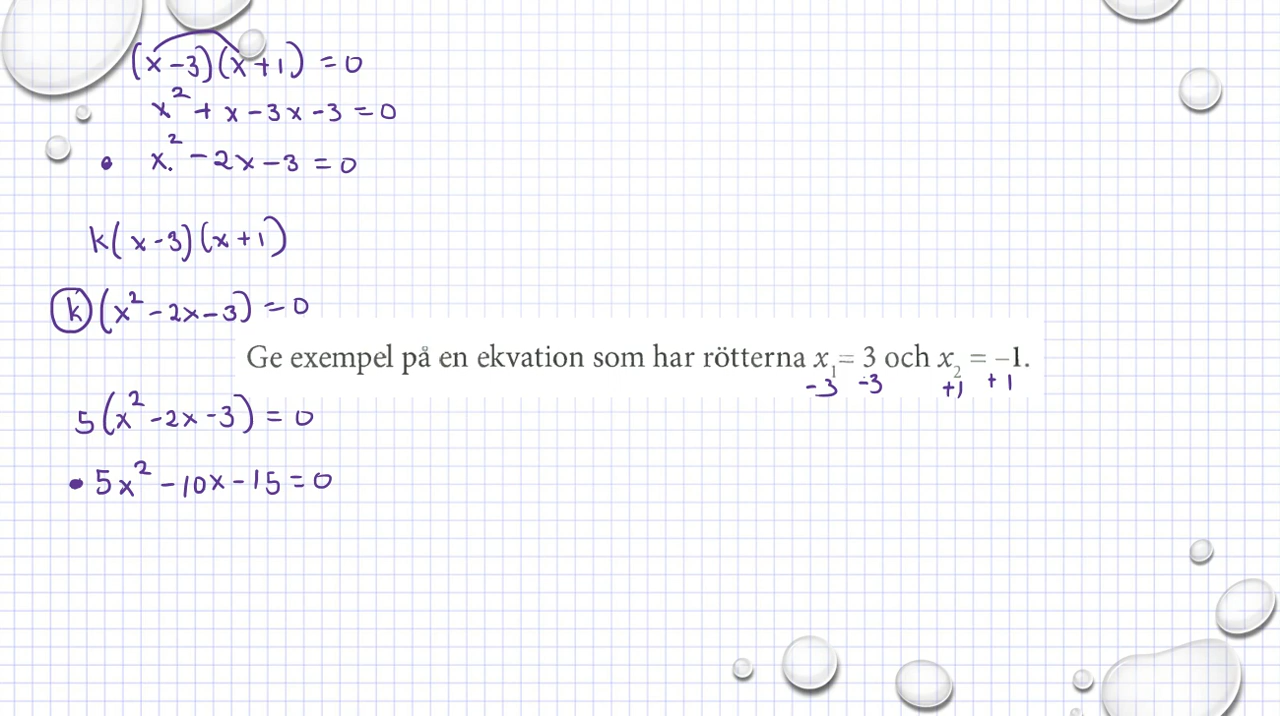 (x-3)(x+1) = 0
x² + x - 3x - 3 = 0
• x² - 2x - 3 = 0
k(x-3)(x+1)
k(x² - 2x - 3) = 0
Ge exempel på en ekvation som har rötterna x₁ = 3 och x₂ = –1.
-3 -3 +1 +1
5(x² - 2x - 3) = 0
• 5x² - 10x - 15 = 0